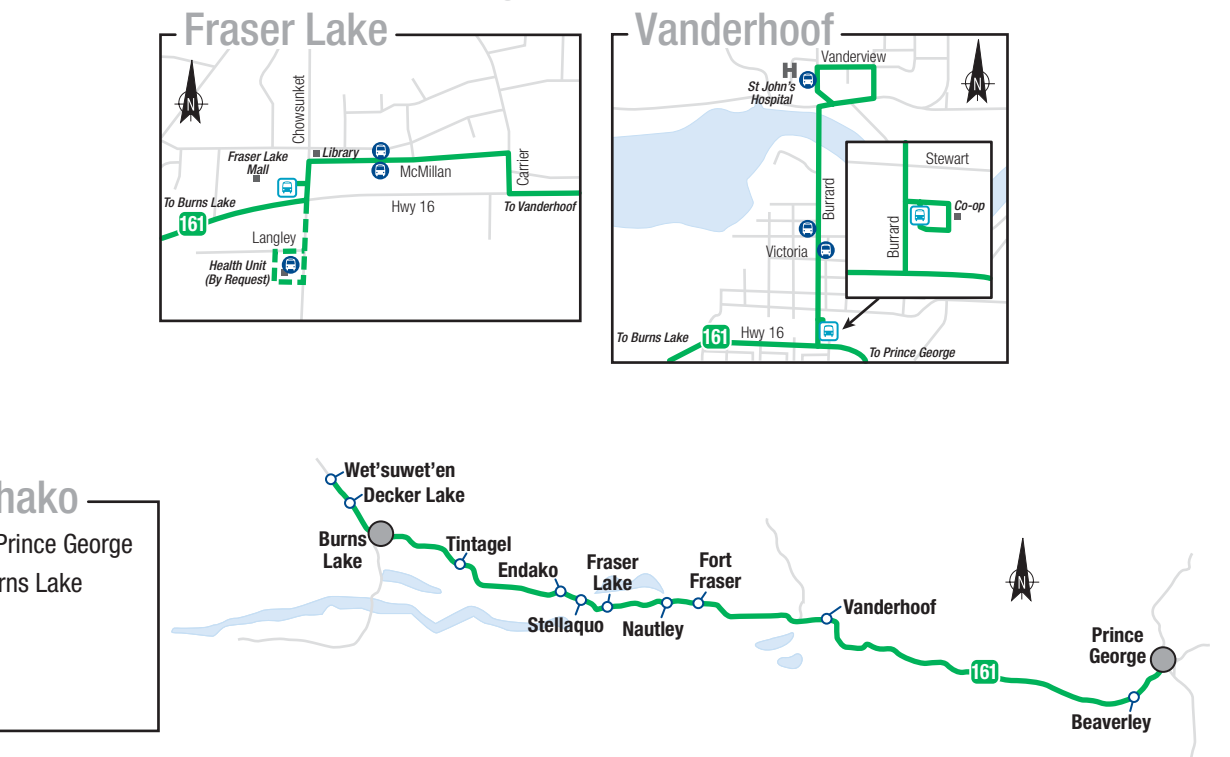 Fraser Lake
N
Chowsunket
Library
Fraser Lake
Mall
McMillan
Carrier
To Burns Lake
161
Hwy 16
To Vanderhoof
Langley
Health Unit
(By Request)
Vanderhoof
Vanderview
H
St John's
Hospital
N
Burrard
Victoria
Stewart
Co-op
Burrard
To Burns Lake
161
Hwy 16
To Prince George
hako
Prince George
rns Lake
Wet'suwet'en
Decker Lake
Burns
Lake
Tintagel
Endako
Stellaquo
Fraser
Lake
Nautley
Fort
Fraser
Vanderhoof
N
161
Prince
George
Beaverley